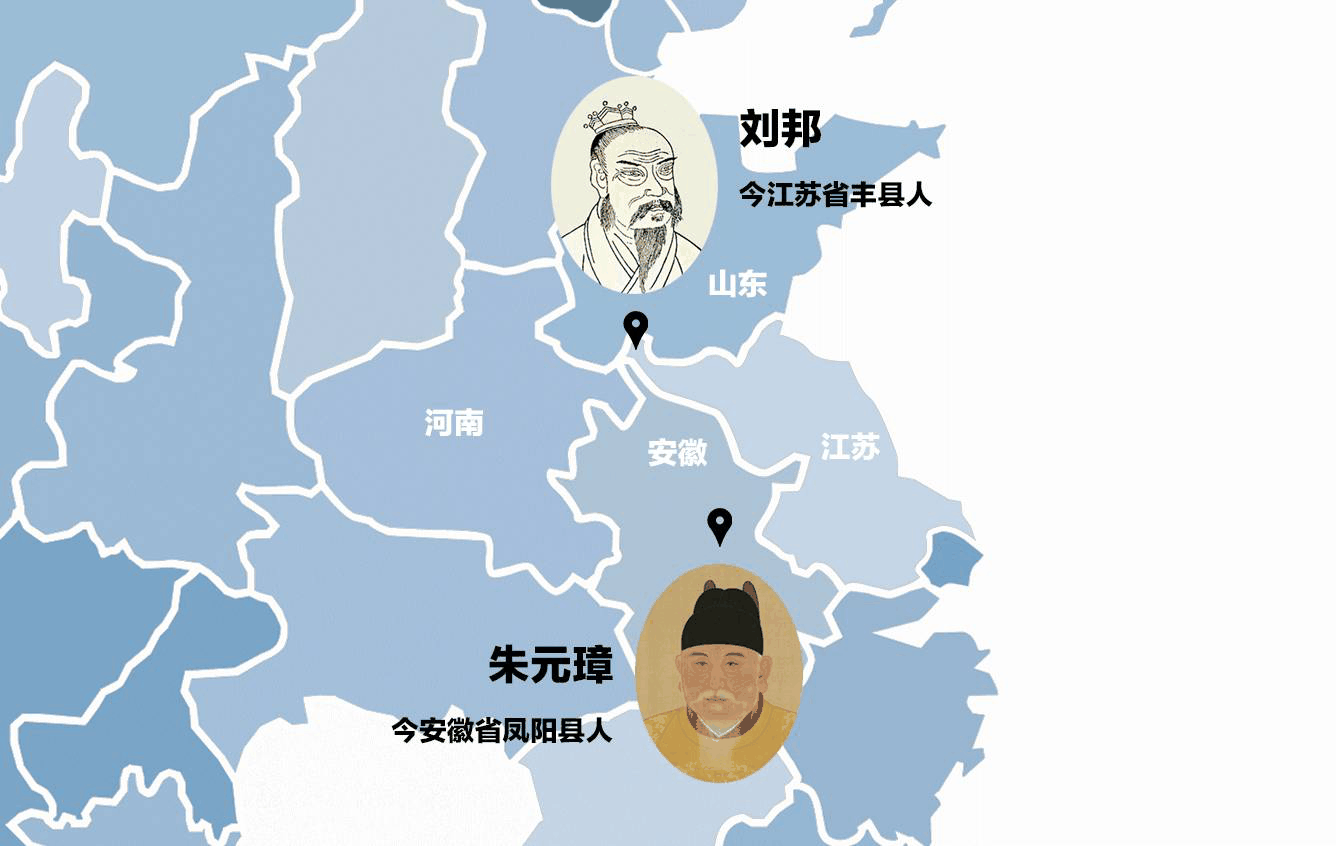 刘邦
今江苏省丰县人
山东
河南
安徽
江苏
朱元璋
今安徽省凤阳县人